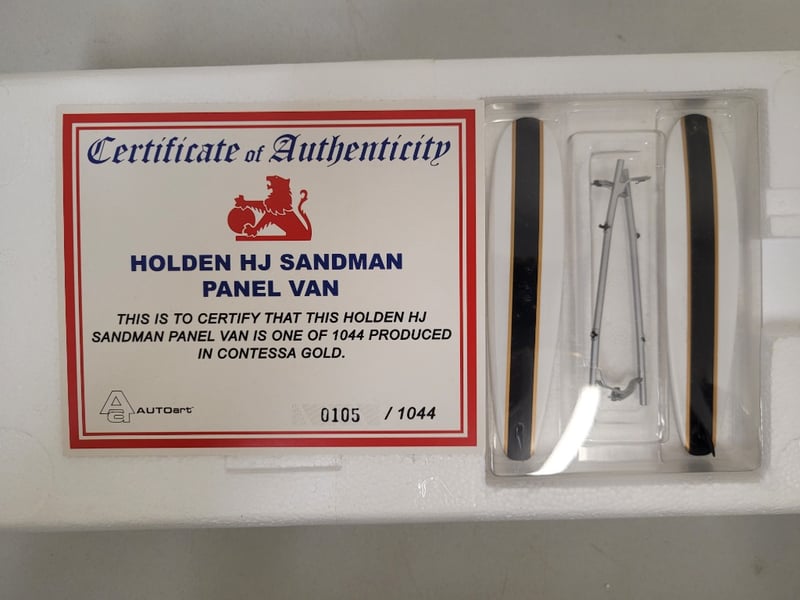 Certificate of Authenticity
HOLDEN HJ SANDMAN
PANEL VAN
THIS IS TO CERTIFY THAT THIS HOLDEN HJ
SANDMAN PANEL VAN IS ONE OF 1044 PRODUCED
IN CONTESSA GOLD.
Aa AUTOart
0105 / 1044